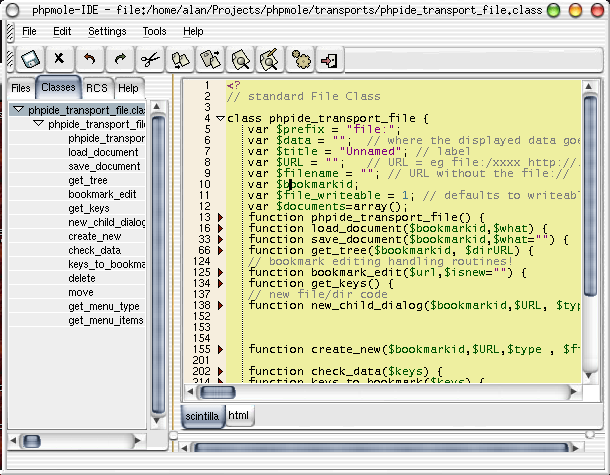 phpmole-IDE - file:/home/alan/Projects/phpmole/transports/phpide_transport_file.class
File Edit Settings Tools Help
Files Classes RCS Help
phpide_transport_file.cla
phpide_transport_file
phpide_transport
load_document
save_document
get_tree
bookmark_edit
get_keys
new_child_dialog
create_new
check_data
keys_to_bookma
delete
move
get_menu_type
get_menu_items
1 <?
2 // standard File Class
3
4 class phpide_transport_file {
5 var $prefix = "file:";
6 var $data = ""; // where the displayed data goe
7 var $title = "Unnamed"; // label
8 var $URL = ""; // URL = eg file:/xxxx http://.
9 var $filename = ""; // URL without the file://
10 var $bookmarkid;
11 var $file_writeable = 1; // defaults to writeabl
12 var $documents=array();
13 function phpide_transport_file() {
16 function load_document($bookmarkid,$what) {
33 function save_document($bookmarkid,$what="") {
66 function get_tree($bookmarkid, $dirURL) {
124 // bookmark editing handling routines!
125 function bookmark_edit($url,$isnew="") {
134 function get_keys() {
137 // new file/dir code
138 function new_child_dialog($bookmarkid,$URL, $typ
152
153
154
155 function create_new($bookmarkid,$URL,$type , $f
201
202 function check_data($keys) {
214 function keys_to_bookmark($keys) {
scintilla html